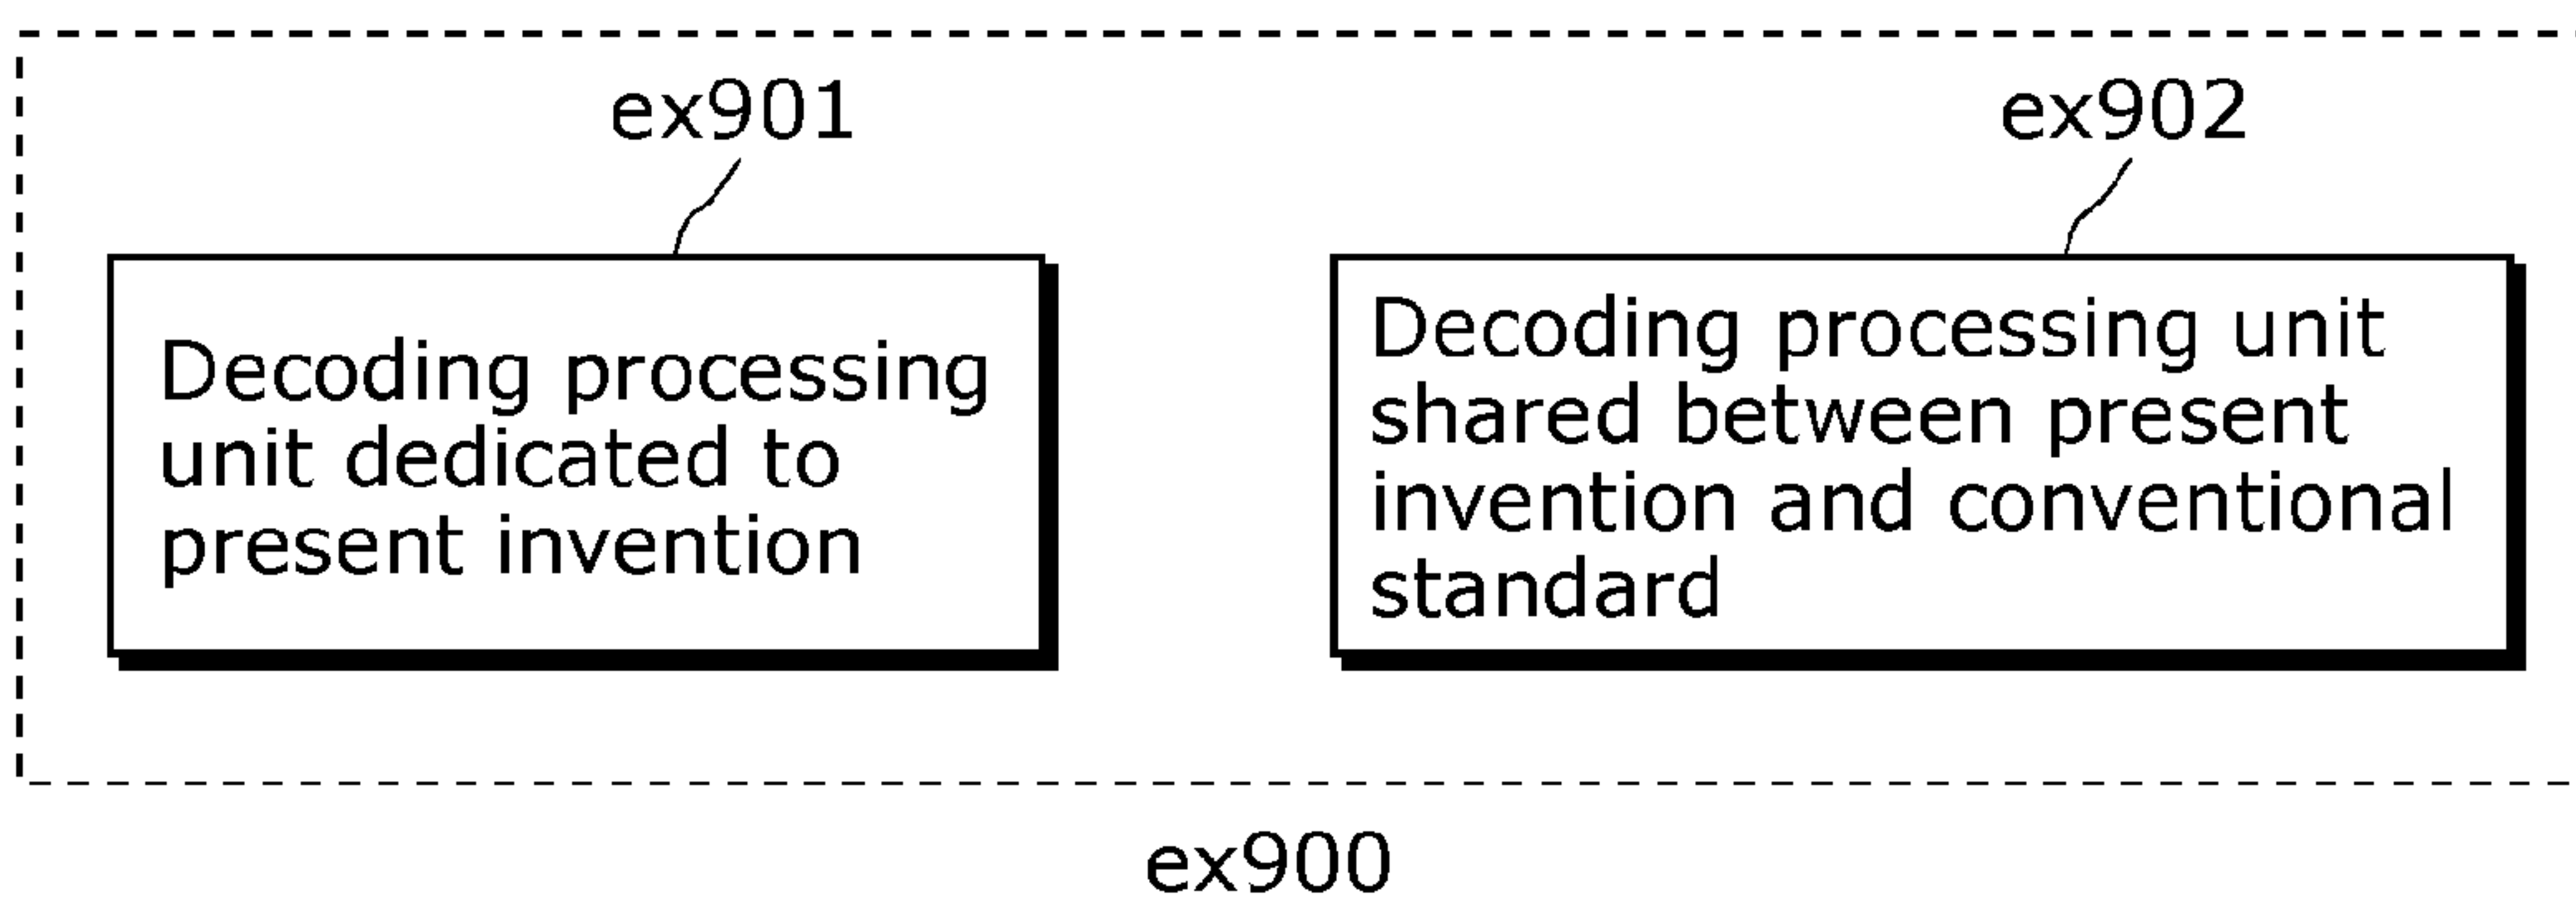 ex901
ex902
Decoding processing
unit dedicated to
present invention
Decoding processing unit
shared between present
invention and conventional
standard
ex900